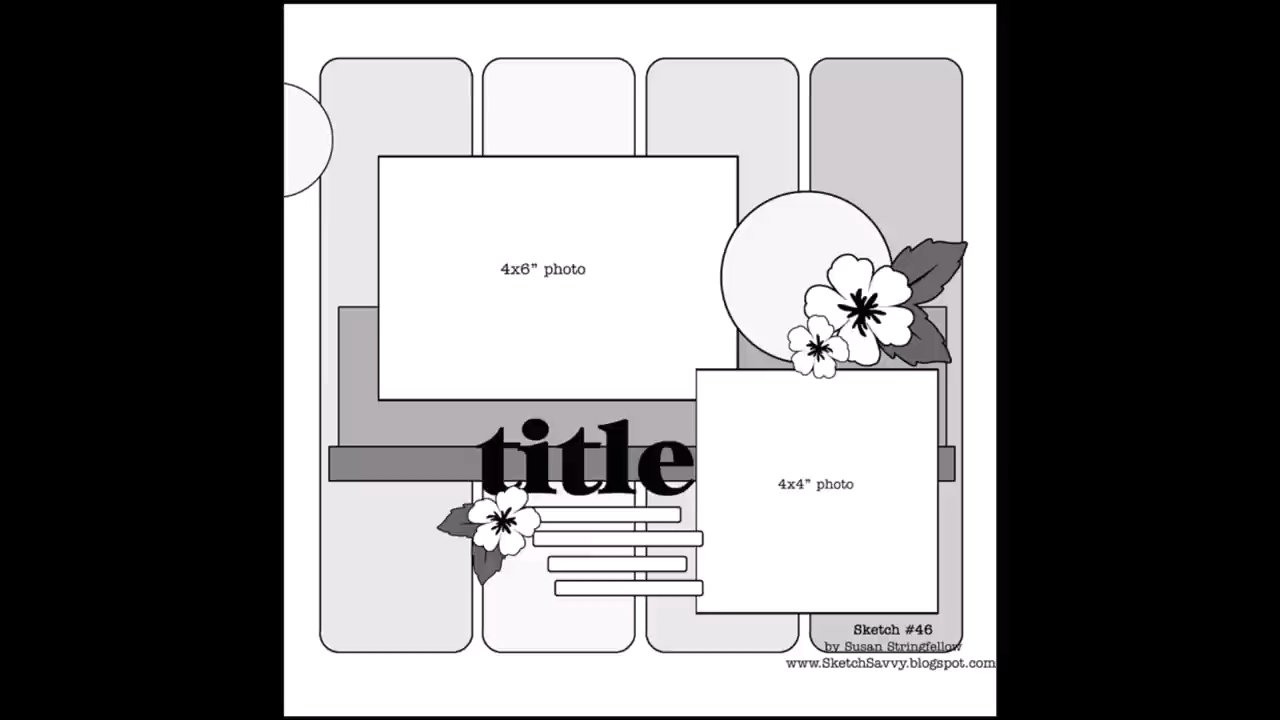 4x6” photo
title
4x4” photo
Sketch #46
by Susan Stringfellow
www.SketchSavvy.blogspot.com